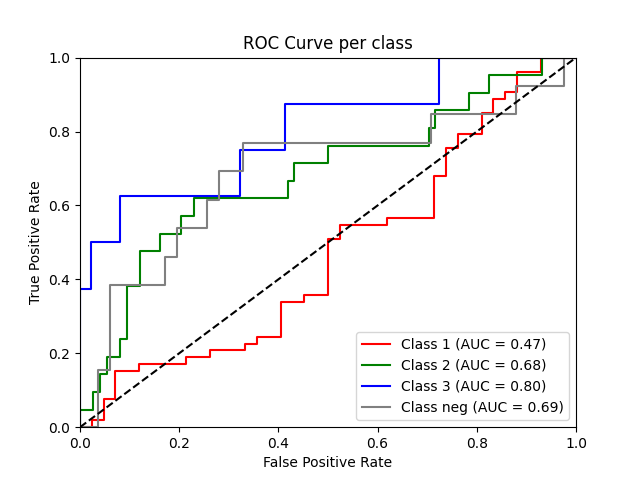 ROC Curve per class
True Positive Rate
1.0
0.8
0.6
0.4
0.2
0.0
Class 1 (AUC = 0.47)
Class 2 (AUC = 0.68)
Class 3 (AUC = 0.80)
Class neg (AUC = 0.69)
0.0 0.2 0.4 0.6 0.8 1.0
False Positive Rate